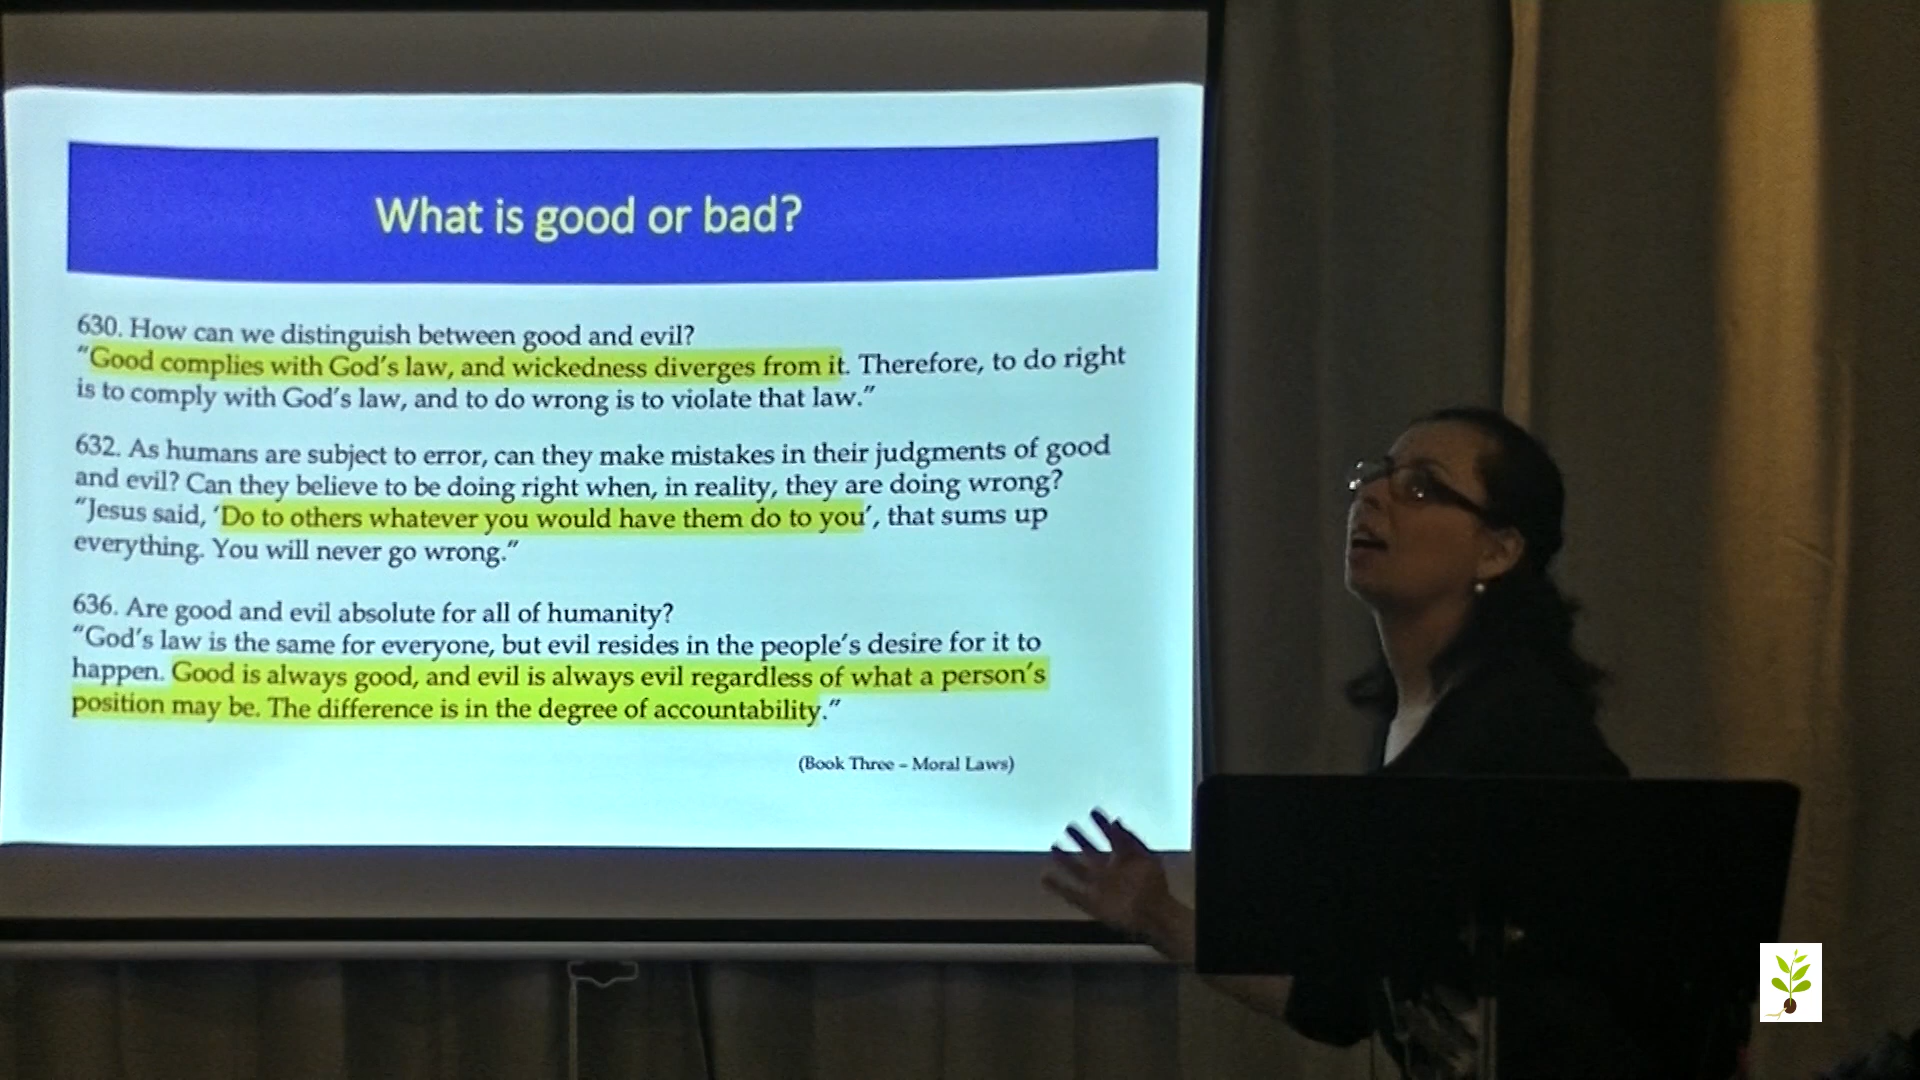 What is good or bad?
630. How can we distinguish between good and evil?
“Good complies with God’s law, and wickedness diverges from it. Therefore, to do right
is to comply with God’s law, and to do wrong is to violate that law.”
632. As humans are subject to error, can they make mistakes in their judgments of good
and evil? Can they believe to be doing right when, in reality, they are doing wrong?
“Jesus said, ‘Do to others whatever you would have them do to you’, that sums up
everything. You will never go wrong.”
636. Are good and evil absolute for all of humanity?
“God’s law is the same for everyone, but evil resides in the people’s desire for it to
happen. Good is always good, and evil is always evil regardless of what a person’s
position may be. The difference is in the degree of accountability.”
(Book Three – Moral Laws)